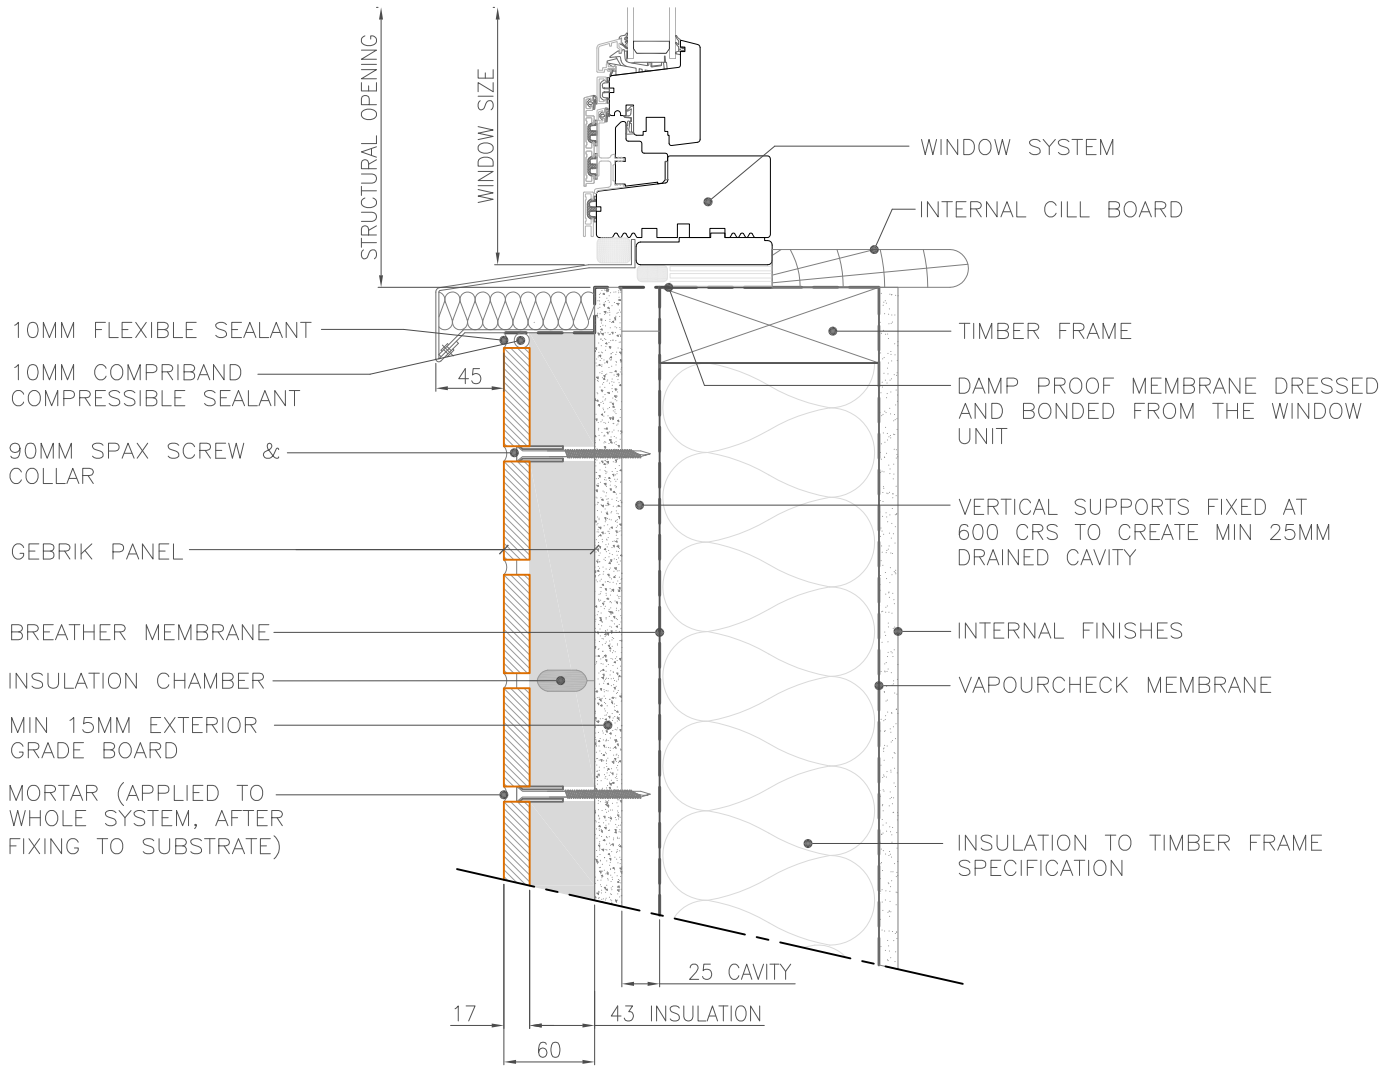 STRUCTURAL OPENING
WINDOW SIZE
WINDOW SYSTEM
INTERNAL CILL BOARD
10MM FLEXIBLE SEALANT
10MM COMPRIBAND
COMPRESSIBLE SEALANT
45
90MM SPAX SCREW &
COLLAR
GEBRIK PANEL
BREATHER MEMBRANE
INSULATION CHAMBER
MIN 15MM EXTERIOR
GRADE BOARD
MORTAR (APPLIED TO
WHOLE SYSTEM, AFTER
FIXING TO SUBSTRATE)
TIMBER FRAME
DAMP PROOF MEMBRANE DRESSED
AND BONDED FROM THE WINDOW
UNIT
VERTICAL SUPPORTS FIXED AT
600 CRS TO CREATE MIN 25MM
DRAINED CAVITY
INTERNAL FINISHES
VAPOURCHECK MEMBRANE
INSULATION TO TIMBER FRAME
SPECIFICATION
25 CAVITY
17
43 INSULATION
60